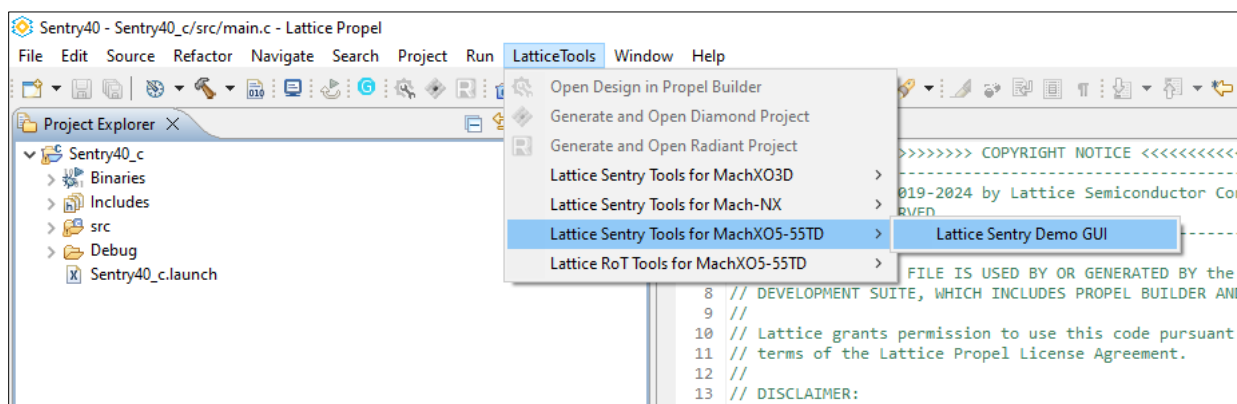 Sentry40 - Sentry40_c/src/main.c - Lattice Propel
File Edit Source Refactor Navigate Search Project Run LatticeTools Window Help
Project Explorer
Sentry40_c
Binaries
Includes
src
Debug
Sentry40_c.launch
Open Design in Propel Builder
Generate and Open Diamond Project
Generate and Open Radiant Project
Lattice Sentry Tools for MachXO3D
Lattice Sentry Tools for Mach-NX
Lattice Sentry Tools for MachXO5-55TD
Lattice RoT Tools for MachXO5-55TD
Lattice Sentry Demo GUI
>>>>>>>> COPYRIGHT NOTICE <<<<<<<<<<
019-2024 by Lattice Semiconductor Cor
RVED
FILE IS USED BY OR GENERATED BY the
8 // DEVELOPMENT SUITE, WHICH INCLUDES PROPEL BUILDER AND
9 //
10 // Lattice grants permission to use this code pursuant
11 // terms of the Lattice Propel License Agreement.
12 //
13 // DISCLAIMER: